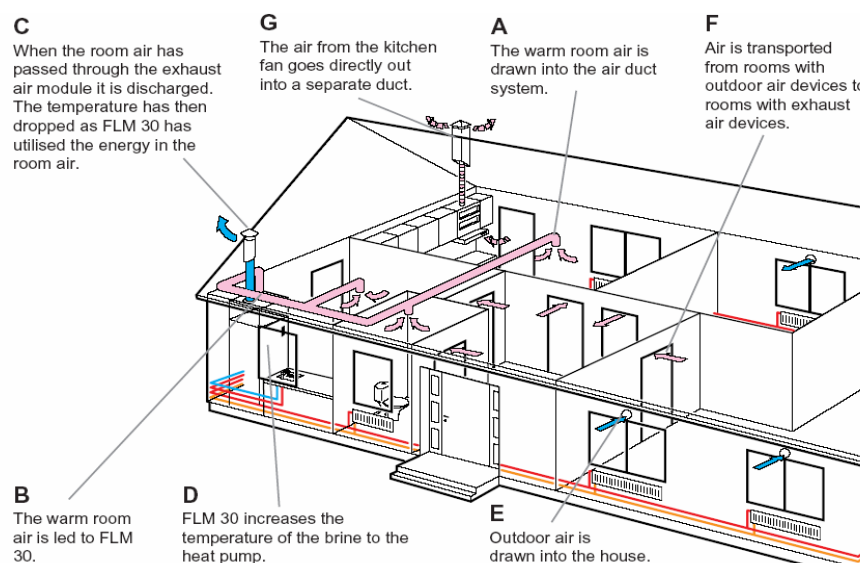 C
When the room air has
passed through the exhaust
air module it is discharged.
The temperature has then
dropped as FLM 30 has
utilised the energy in the
room air.
G
The air from the kitchen
fan goes directly out
into a separate duct.
A
The warm room air is
drawn into the air duct
system.
F
Air is transported
from rooms with
outdoor air devices to
rooms with exhaust
air devices.
B
The warm room
air is led to FLM
30.
D
FLM 30 increases the
temperature of the brine to the
heat pump.
E
Outdoor air is
drawn into the house.